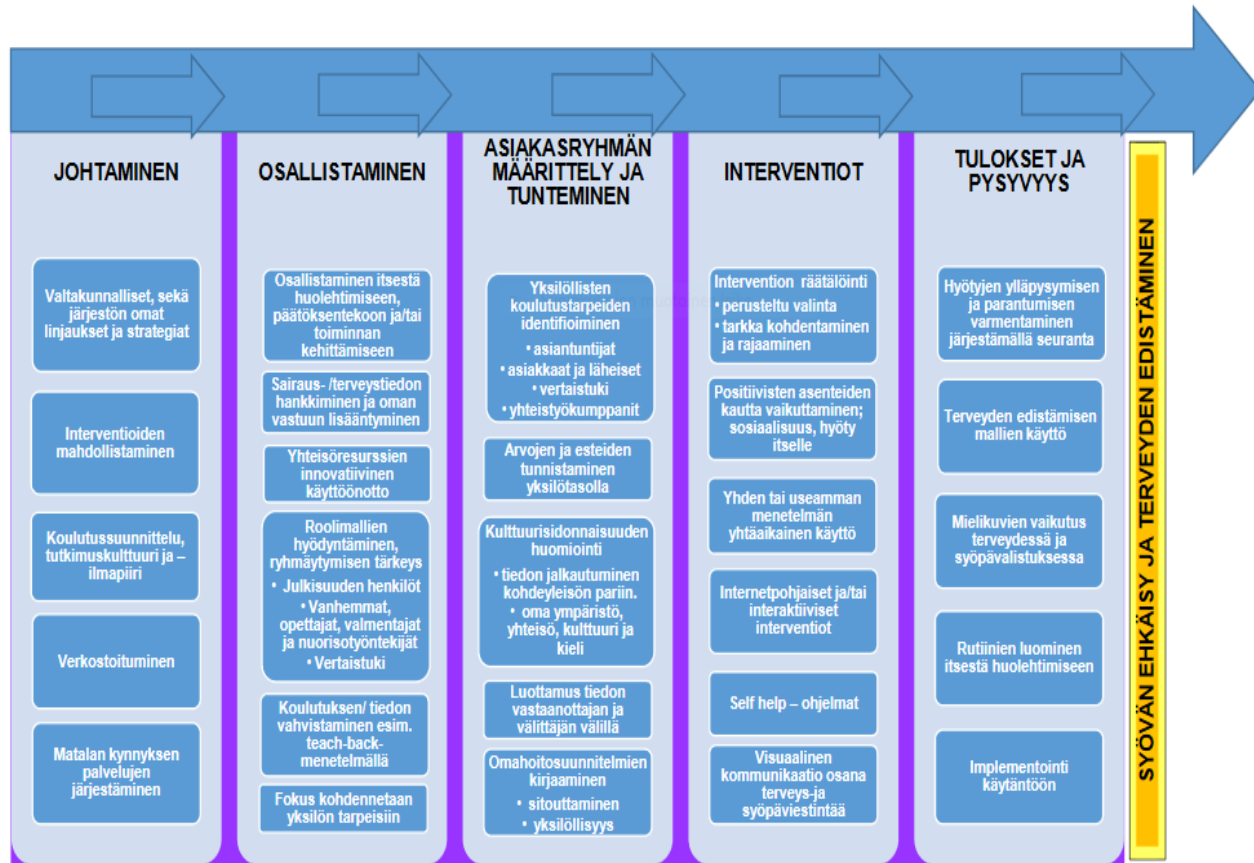 JOHTAMINEN
Valtakunnalliset, sekä
järjestön omat
linjaukset ja strategiat
Interventioiden
mahdollistaminen
Koulutussuunnittelu,
tutkimuskulttuuri ja –
ilmapiiri
Verkostoituminen
Matalan kynnyksen
palvelujen
järjestäminen
OSALLISTAMINEN
Osallistaminen itsestä
huolehtimiseen,
päätöksentekoon ja/tai
toiminnan
kehittämiseen
Sairaus- /terveystiedon
hankkiminen ja oman
vastuun lisääntyminen
Yhteisöresurssien
innovatiivinen
käyttöönotto
Roolimallien
hyödyntäminen,
ryhmäytymisen tärkeys
• Julkisuuden henkilöt
• Vanhemmat,
opettajat, valmentajat
ja nuorisotyöntekijät
• Vertaistuki
Koulutuksen/ tiedon
vahvistaminen esim.
teach-back-
menetelmällä
Fokus kohdennetaan
yksilön tarpeisiin
ASIAKASRYHMÄN
MÄÄRITTELY JA
TUNTEMINEN
Yksilöllisten
koulutustarpeiden
identifioiminen
• asiantuntijat
• asiakkaat ja läheiset
• vertaistuki
• yhteistyökumppanit
Arvojen ja esteiden
tunnistaminen
yksilötasolla
Kulttuurisidonnaisuuden
huomiointi
• tiedon jalkautuminen
kohdeyleisön pariin.
• oma ympäristö,
yhteisö, kulttuuri ja
kieli
Luottamus tiedon
vastaanottajan ja
välittäjän välillä
Omahoitosuunnitelmien
kirjaaminen
• sitouttaminen
• yksilöllisyys
INTERVENTIOT
Intervention räätälöinti
• perusteltu valinta
• tarkka kohdentaminen
ja rajaaminen
Positiivisten asenteiden
kautta vaikuttaminen;
sosiaalisuus, hyöty
itselle
Yhden tai useamman
menetelmän
yhtäaikainen käyttö
Internetpohjaiset ja/tai
interaktiiviset
interventiot
Self help – ohjelmat
Visuaalinen
kommunikaatio osana
terveys-ja
syöpäviestintää
TULOKSET JA
PYSYVYYS
Hyötyjen ylläpysymisen
ja parantumisen
varmentaminen
järjestämällä seuranta
Terveyden edistämisen
mallien käyttö
Mielikuvien vaikutus
terveydessä ja
syöpävalistuksessa
Rutiinien luominen
itsestä huolehtimiseen
Implementointi
käytäntöön
SYÖVÄN EHKÄISY JA TERVEYDEN EDISTÄMINEN